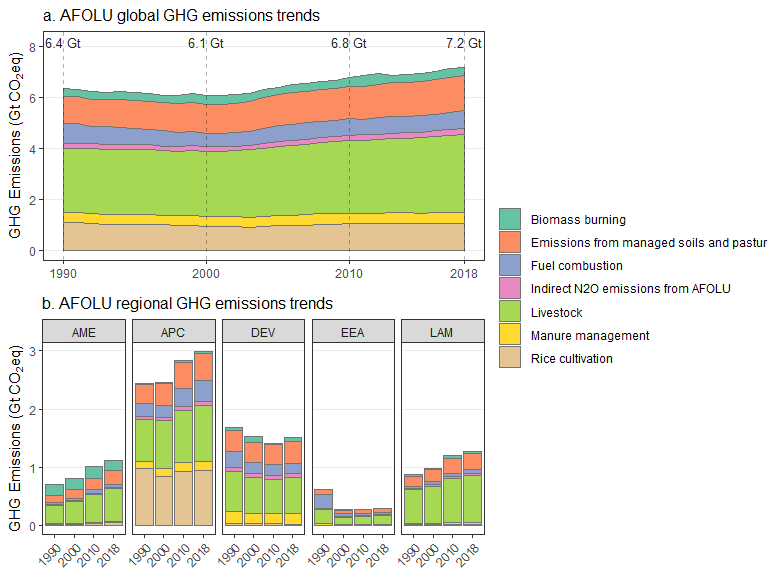 a. AFOLU global GHG emissions trends
6.4 Gt 6.1 Gt 6.8 Gt 7.2 Gt
GHG Emissions (Gt CO2eq)
8
6
4
2
0
1990 2000 2010 2018
Biomass burning
Emissions from managed soils and pastur
Fuel combustion
Indirect N2O emissions from AFOLU
Livestock
Manure management
Rice cultivation
b. AFOLU regional GHG emissions trends
AME APC DEV EEA LAM
GHG Emissions (Gt CO2eq)
3
2
1
0
1990 2000 2010 2018 1990 2000 2010 2018 1990 2000 2010 2018 1990 2000 2010 2018 1990 2000 2010 2018